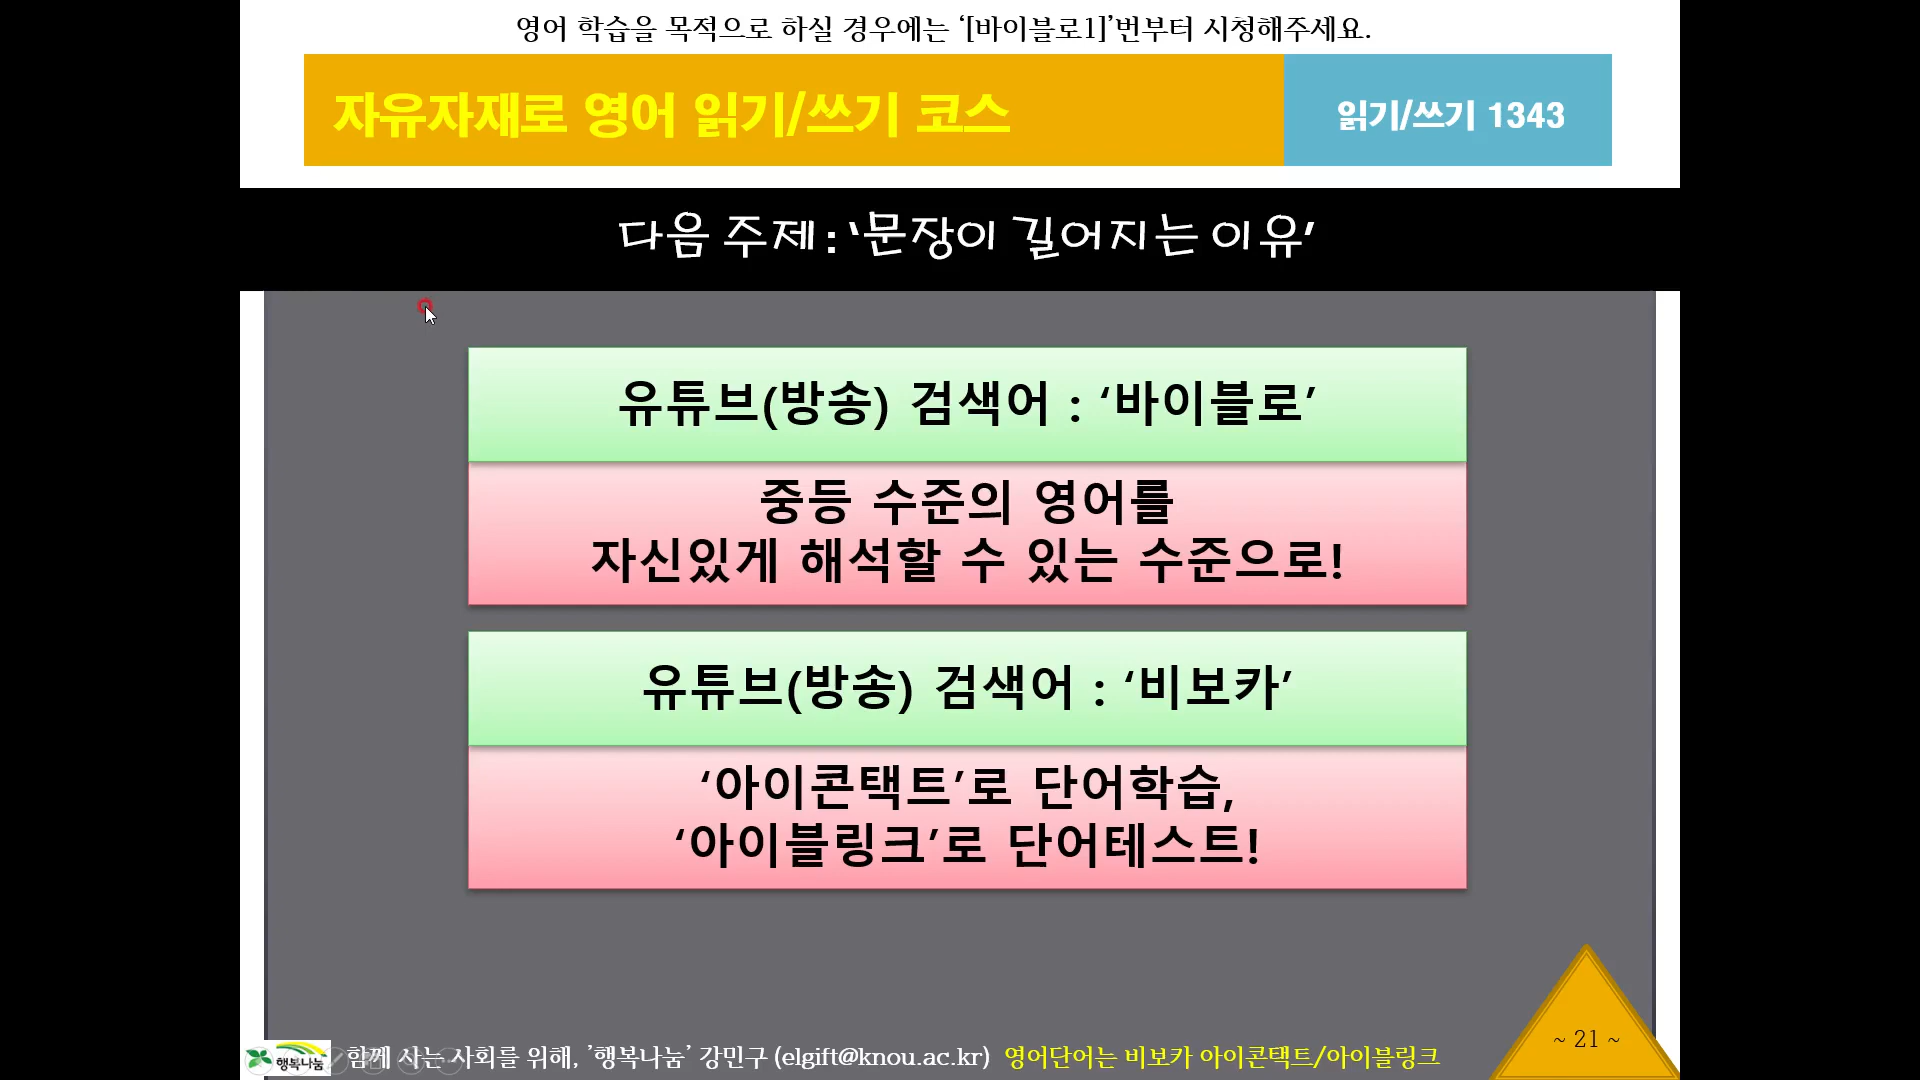 영어 학습을 목적으로 하실 경우에는 ‘[바이블로1]’번부터 시청해주세요.
자유자재로 영어 읽기/쓰기 코스
읽기/쓰기 1343
다음 주제 : ‘문장이 길어지는 이유’
유튜브(방송) 검색어 : ‘바이블로’
중등 수준의 영어를
자신있게 해석할 수 있는 수준으로!
유튜브(방송) 검색어 : ‘비보카’
‘아이콘택트’로 단어학습,
‘아이블링크’로 단어테스트!
~ 21 ~
행복나눔
함께 사는 사회를 위해, ’행복나눔’ 강민구 (elgift@knou.ac.kr) 영어단어는 비보카 아이콘택트/아이블링크